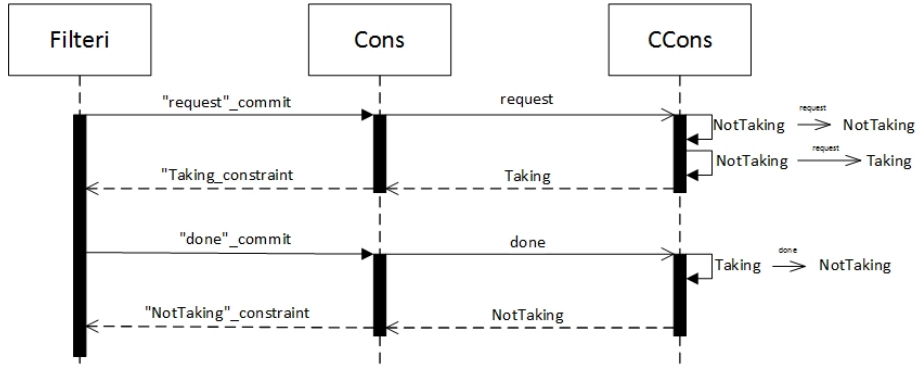 Filteri
Cons
CCons
"request"_commit
request
NotTaking request NotTaking
NotTaking request Taking
"Taking_constraint
Taking
"done"_commit
done
Taking done NotTaking
"NotTaking"_constraint
NotTaking